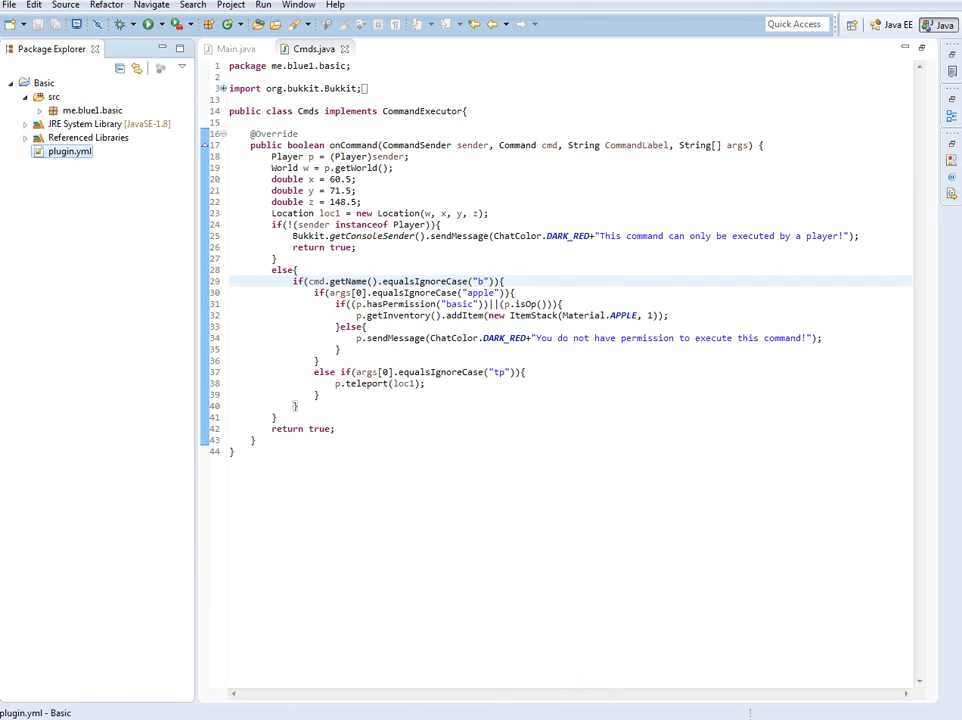 File Edit Source Refactor Navigate Search Project Run Window Help
Quick Access
Java EE
Java
Package Explorer
Main.java
Cmds.java
Basic
src
me.blue1.basic
JRE System Library [JavaSE-1.8]
Referenced Libraries
plugin.yml
1 package me.blue1.basic;
2
3 import org.bukkit.Bukkit;
13
14 public class Cmds implements CommandExecutor{
15
16 @Override
17 public boolean onCommand(CommandSender sender, Command cmd, String CommandLabel, String[] args) {
18 Player p = (Player)sender;
19 World w = p.getWorld();
20 double x = 60.5;
21 double y = 71.5;
22 double z = 148.5;
23 Location loc1 = new Location(w, x, y, z);
24 if(!(sender instanceof Player)){
25 Bukkit.getConsoleSender().sendMessage(ChatColor.DARK_RED+"This command can only be executed by a player!");
26 return true;
27 }
28 else{
29 if(cmd.getName().equalsIgnoreCase("b")){
30 if(args[0].equalsIgnoreCase("apple")){
31 if((p.hasPermission("basic"))||(p.isOp())){
32 p.getInventory().addItem(new ItemStack(Material.APPLE, 1));
33 }else{
34 p.sendMessage(ChatColor.DARK_RED+"You do not have permission to execute this command!");
35 }
36 }
37 else if(args[0].equalsIgnoreCase("tp")){
38 p.teleport(loc1);
39 }
40 }
41 }
42 return true;
43 }
44 }
plugin.yml - Basic